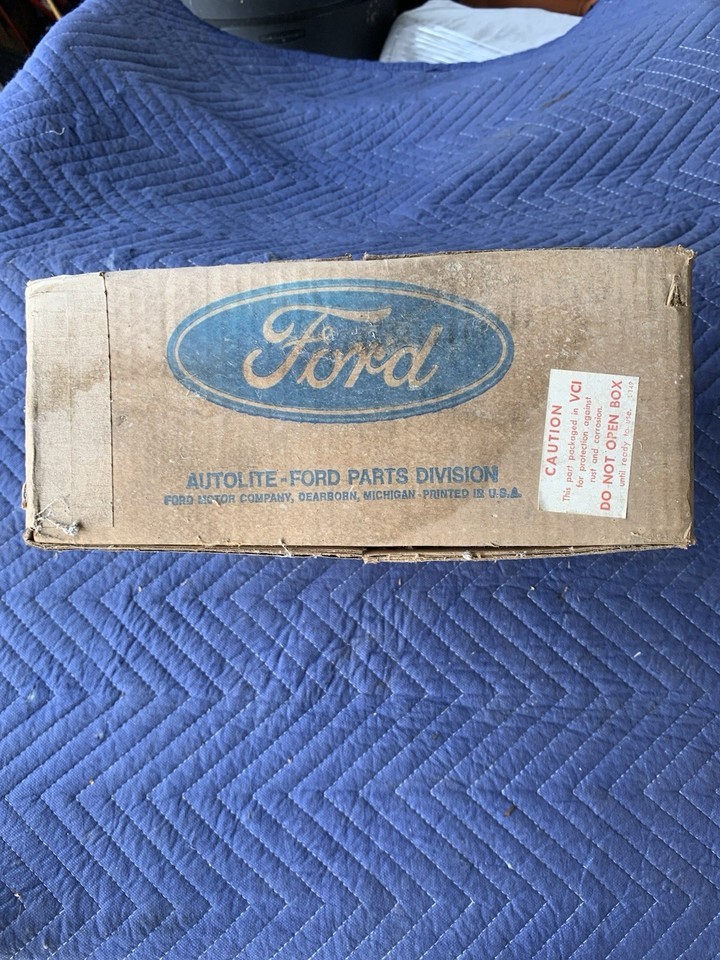 Ford
AUTOLITE-FORD PARTS DIVISION
FORD MOTOR COMPANY, DEARBORN, MICHIGAN-PRINTED IN U.S.A.
CAUTION
This part packaged in VCI
for protection against
rust and corrosion.
DO NOT OPEN BOX
until ready to use.